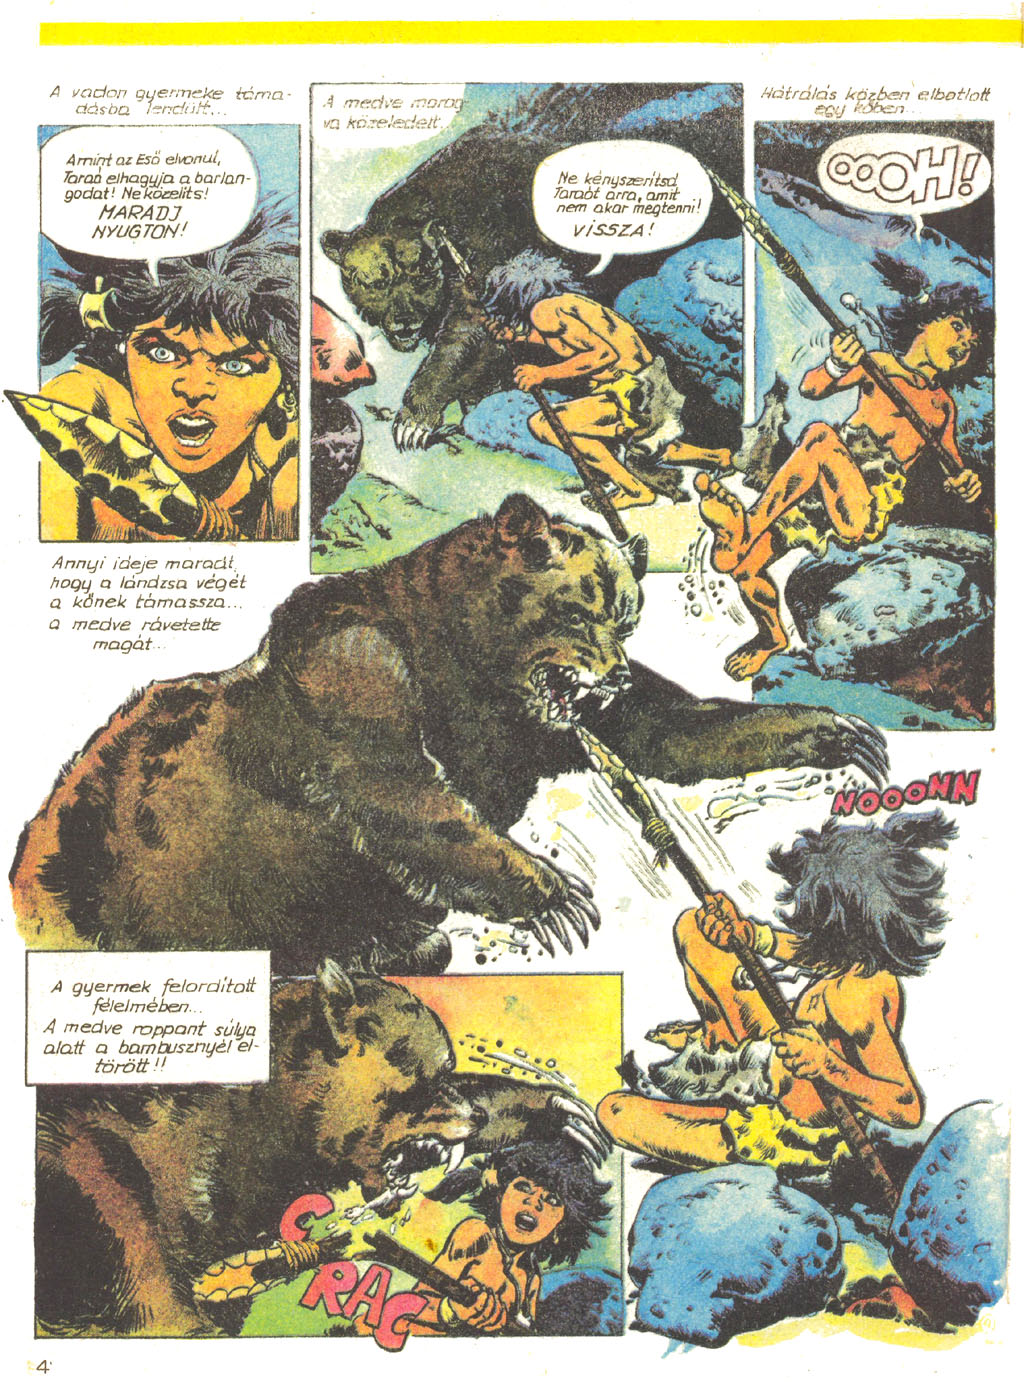 A vadon gyermeke táma-
dásba lendült...
Amint az Eső elvonul,
Taraó elhagyja a barlan-
godat! Ne közelíts!
MARADJ
NYUGTON!
A medve morog
va közeledett...
Ne kényszerítsd
Taraót arra, amit
nem akar megtenni!
VISSZA!
Hátrálás közben elbotlott
egy kőben...
OOOH!
Annyi ideje maradt,
hogy a lándzsa végét
a kőnek támassza...
a medve rávetette
magát...
NOOONN
A gyermek felordított
félelmében...
A medve roppant súlya
alatt a bambusznyél el-
törött!!
CRAC
4